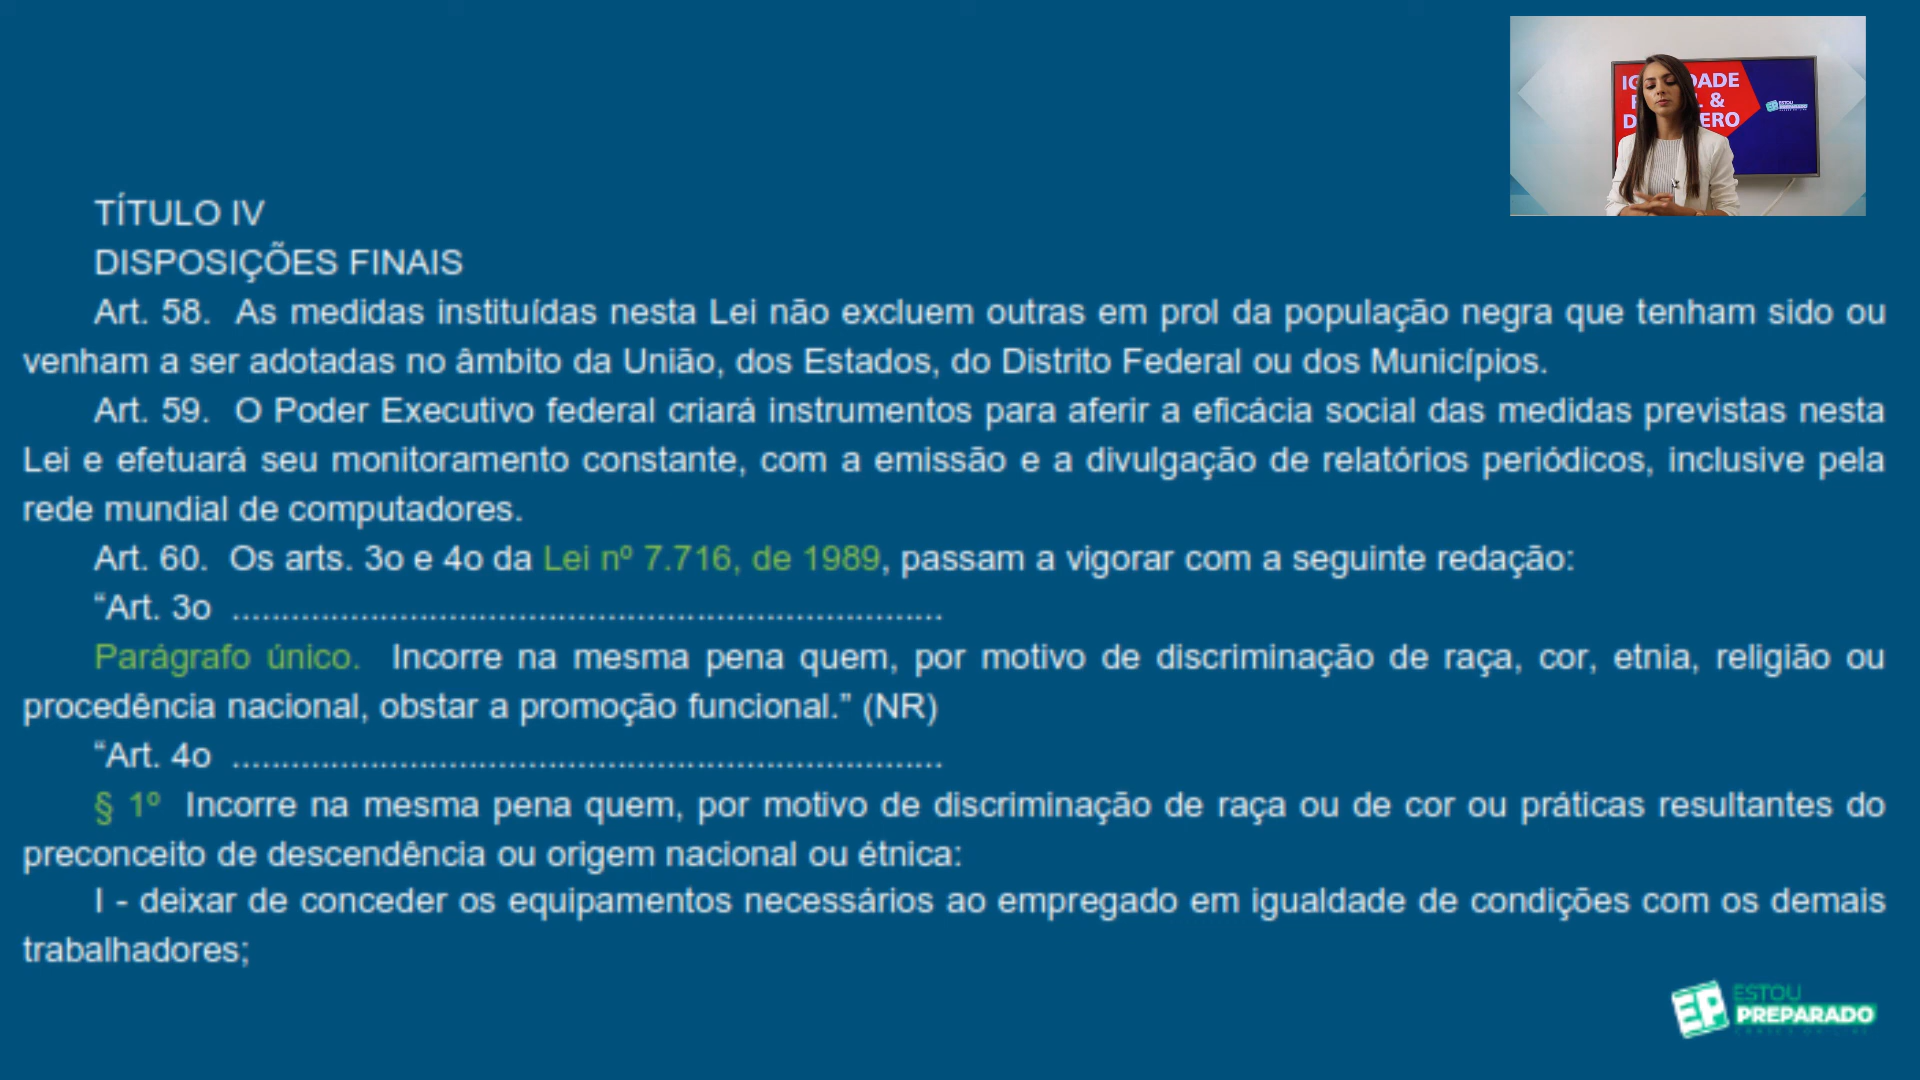 IG DADE
. &
D ERO
ESTOU
PREPARADO
TÍTULO IV
DISPOSIÇÕES FINAIS
Art. 58. As medidas instituídas nesta Lei não excluem outras em prol da população negra que tenham sido ou
venham a ser adotadas no âmbito da União, dos Estados, do Distrito Federal ou dos Municípios.
Art. 59. O Poder Executivo federal criará instrumentos para aferir a eficácia social das medidas previstas nesta
Lei e efetuará seu monitoramento constante, com a emissão e a divulgação de relatórios periódicos, inclusive pela
rede mundial de computadores.
Art. 60. Os arts. 3o e 4o da Lei nº 7.716, de 1989, passam a vigorar com a seguinte redação:
“Art. 3o ........................................................................
Parágrafo único. Incorre na mesma pena quem, por motivo de discriminação de raça, cor, etnia, religião ou
procedência nacional, obstar a promoção funcional.” (NR)
“Art. 4o ........................................................................
§ 1º Incorre na mesma pena quem, por motivo de discriminação de raça ou de cor ou práticas resultantes do
preconceito de descendência ou origem nacional ou étnica:
I - deixar de conceder os equipamentos necessários ao empregado em igualdade de condições com os demais
trabalhadores;
EP ESTOU
PREPARADO